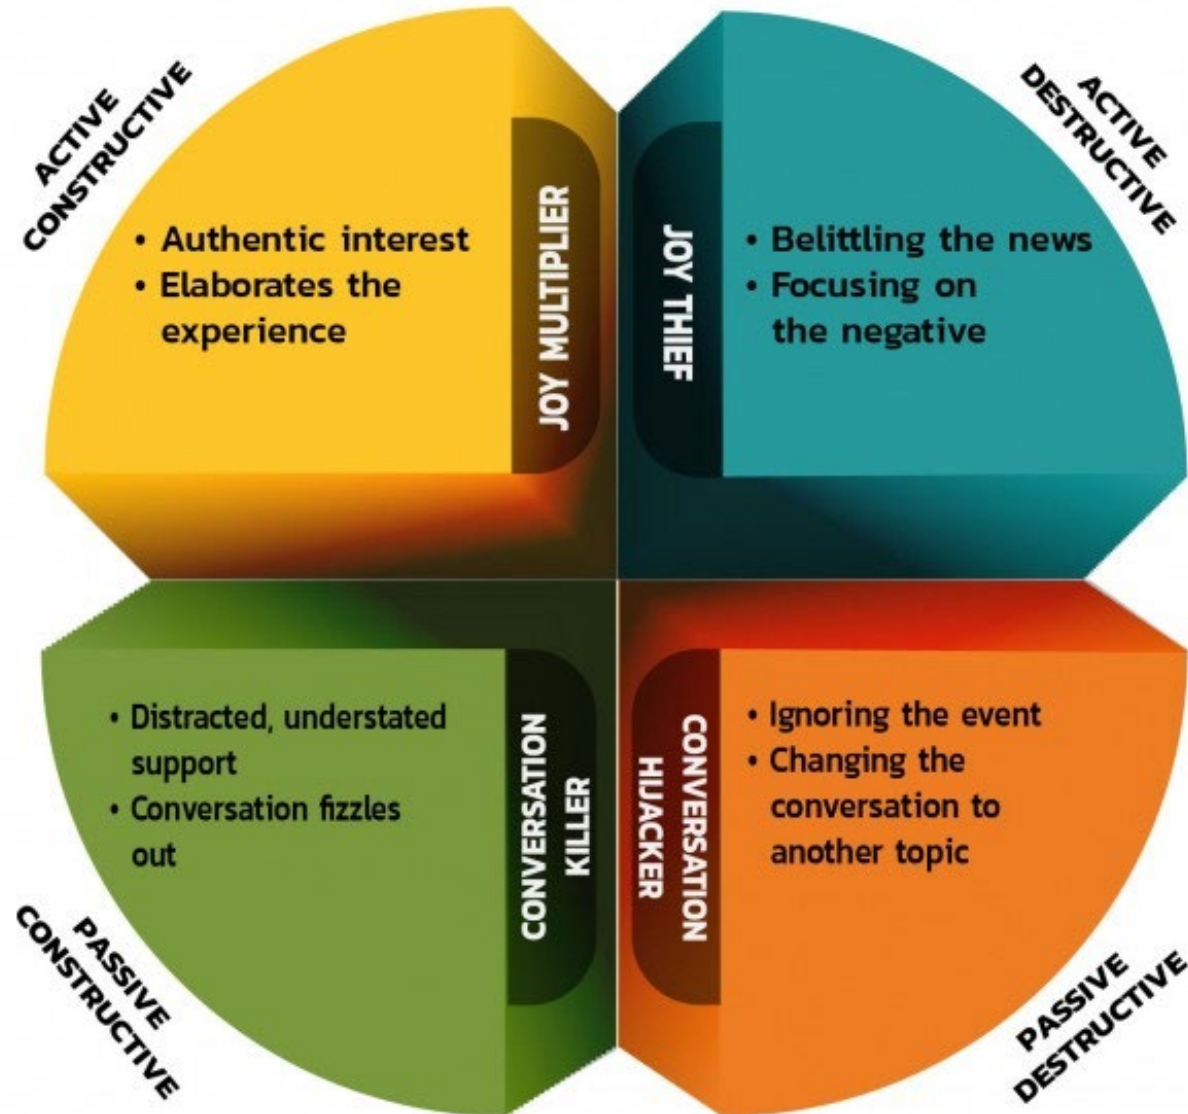 ACTIVE
CONSTRUCTIVE
• Authentic interest
• Elaborates the
experience
JOY MULTIPLIER
ACTIVE
DESTRUCTIVE
JOY THIEF
• Belittling the news
• Focusing on
the negative
PASSIVE
CONSTRUCTIVE
• Distracted, understated
support
• Conversation fizzles
out
CONVERSATION
KILLER
PASSIVE
DESTRUCTIVE
CONVERSATION
HIJACKER
• Ignoring the event
• Changing the
conversation to
another topic